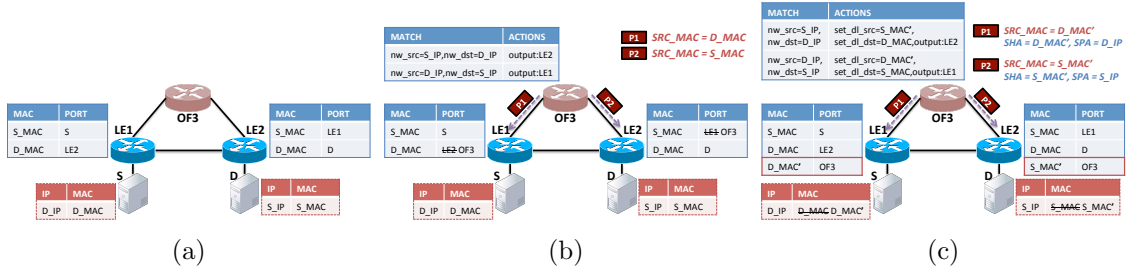 OF3
LE1
LE2
MAC PORT
S_MAC S
D_MAC LE2
MAC PORT
S_MAC LE1
D_MAC D
S
D
IP MAC
D_IP D_MAC
IP MAC
S_IP S_MAC
(a)
MATCH ACTIONS
nw_src=S_IP,nw_dst=D_IP output:LE2
nw_src=D_IP,nw_dst=S_IP output:LE1
P1 SRC_MAC = D_MAC
P2 SRC_MAC = S_MAC
P1
P2
OF3
LE1
LE2
MAC PORT
S_MAC S
D_MAC LE2 OF3
MAC PORT
S_MAC LE1 OF3
D_MAC D
S
D
IP MAC
D_IP D_MAC
IP MAC
S_IP S_MAC
(b)
MATCH ACTIONS
nw_src=S_IP, set_dl_src=S_MAC',
nw_dst=D_IP set_dl_dst=D_MAC,output:LE2
nw_src=D_IP, set_dl_src=D_MAC',
nw_dst=S_IP set_dl_dst=S_MAC,output:LE1
P1 SRC_MAC = D_MAC'
SHA = D_MAC', SPA = D_IP
P2 SRC_MAC = S_MAC'
SHA = S_MAC', SPA = S_IP
P1
P2
OF3
LE1
LE2
MAC PORT
S_MAC S
D_MAC LE2
D_MAC' OF3
MAC PORT
S_MAC LE1
D_MAC D
S_MAC' OF3
S
D
IP MAC
D_IP D_MAC D_MAC'
IP MAC
S_IP S_MAC S_MAC'
(c)